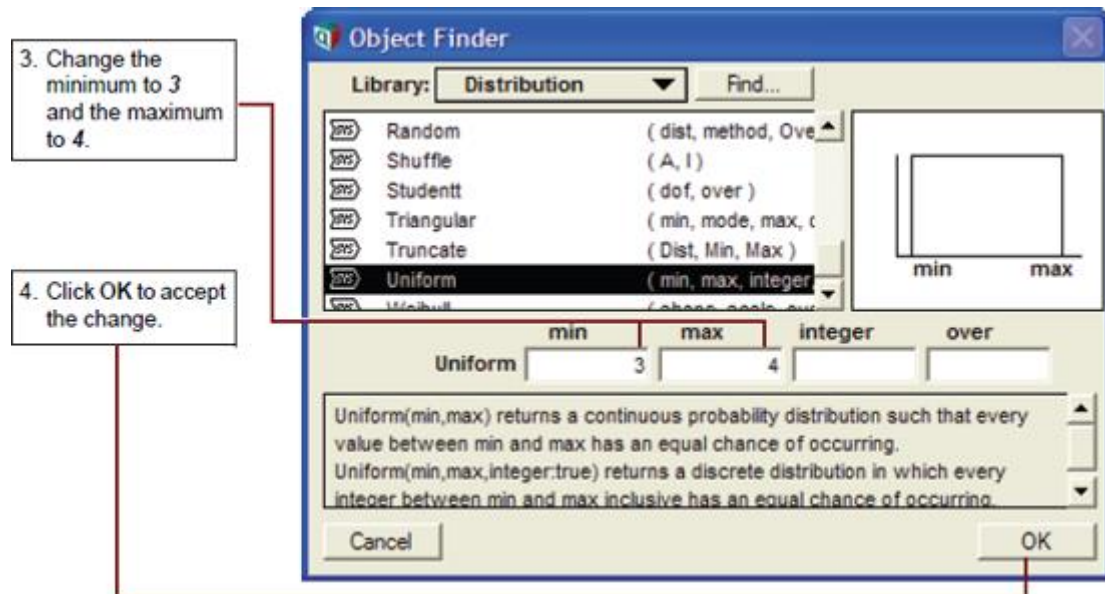 3. Change the
minimum to 3
and the maximum
to 4.
4. Click OK to accept
the change.
Object Finder
Library: Distribution Find...
Random ( dist, method, Ove
Shuffle ( A, I )
Studentt ( dof, over )
Triangular ( min, mode, max, o
Truncate ( Dist, Min, Max )
Uniform ( min, max, integer
min max
min max integer over
Uniform 3 4
Uniform(min,max) returns a continuous probability distribution such that every
value between min and max has an equal chance of occurring.
Uniform(min,max,integer:true) returns a discrete distribution in which every
integer between min and max inclusive has an equal chance of occurring.
Cancel OK